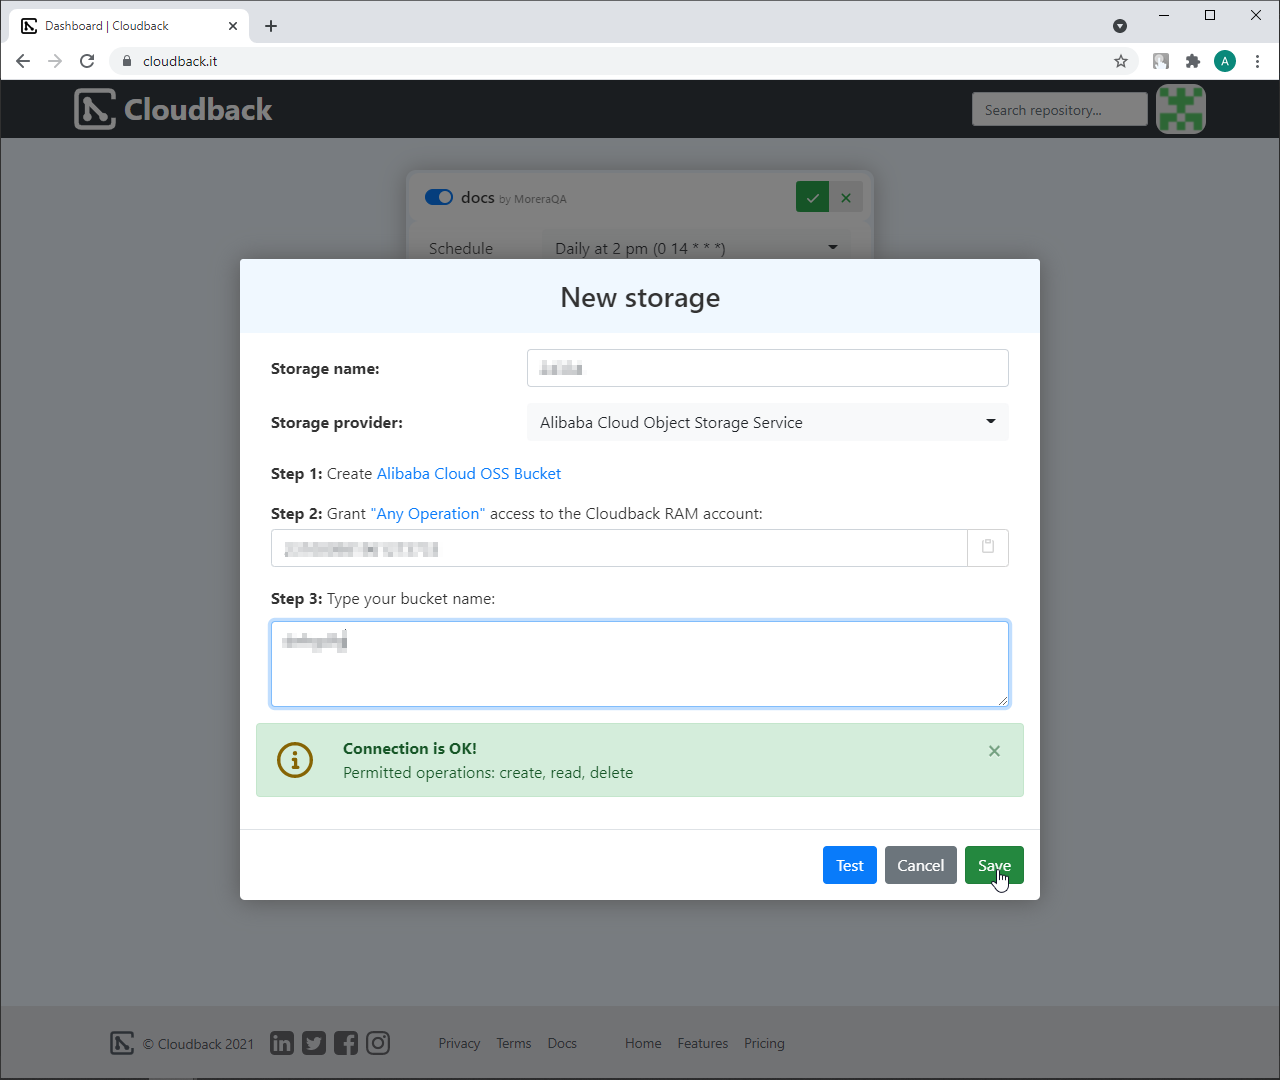 Dashboard | Cloudback
cloudback.it
A
Cloudback
Search repository...
docs by MoreraQA
Schedule
Daily at 2 pm (0 14 * * *)
New storage
Storage name:
Storage provider:
Alibaba Cloud Object Storage Service
Step 1: Create Alibaba Cloud OSS Bucket
Step 2: Grant "Any Operation" access to the Cloudback RAM account:
Step 3: Type your bucket name:
Connection is OK!
Permitted operations: create, read, delete
Test
Cancel
Save
© Cloudback 2021
Privacy
Terms
Docs
Home
Features
Pricing